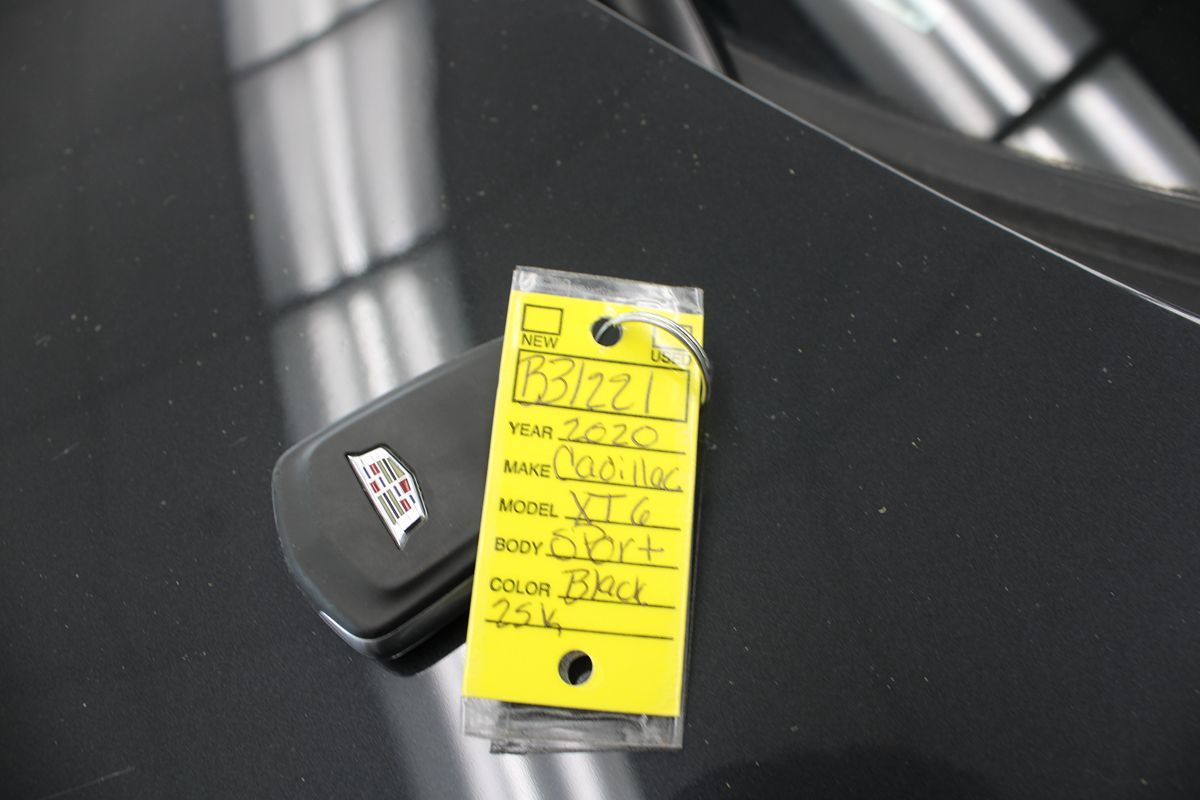 NEW USED
B31221
YEAR 2020
MAKE Cadillac
MODEL XT6
BODY Sport
COLOR Black
25k